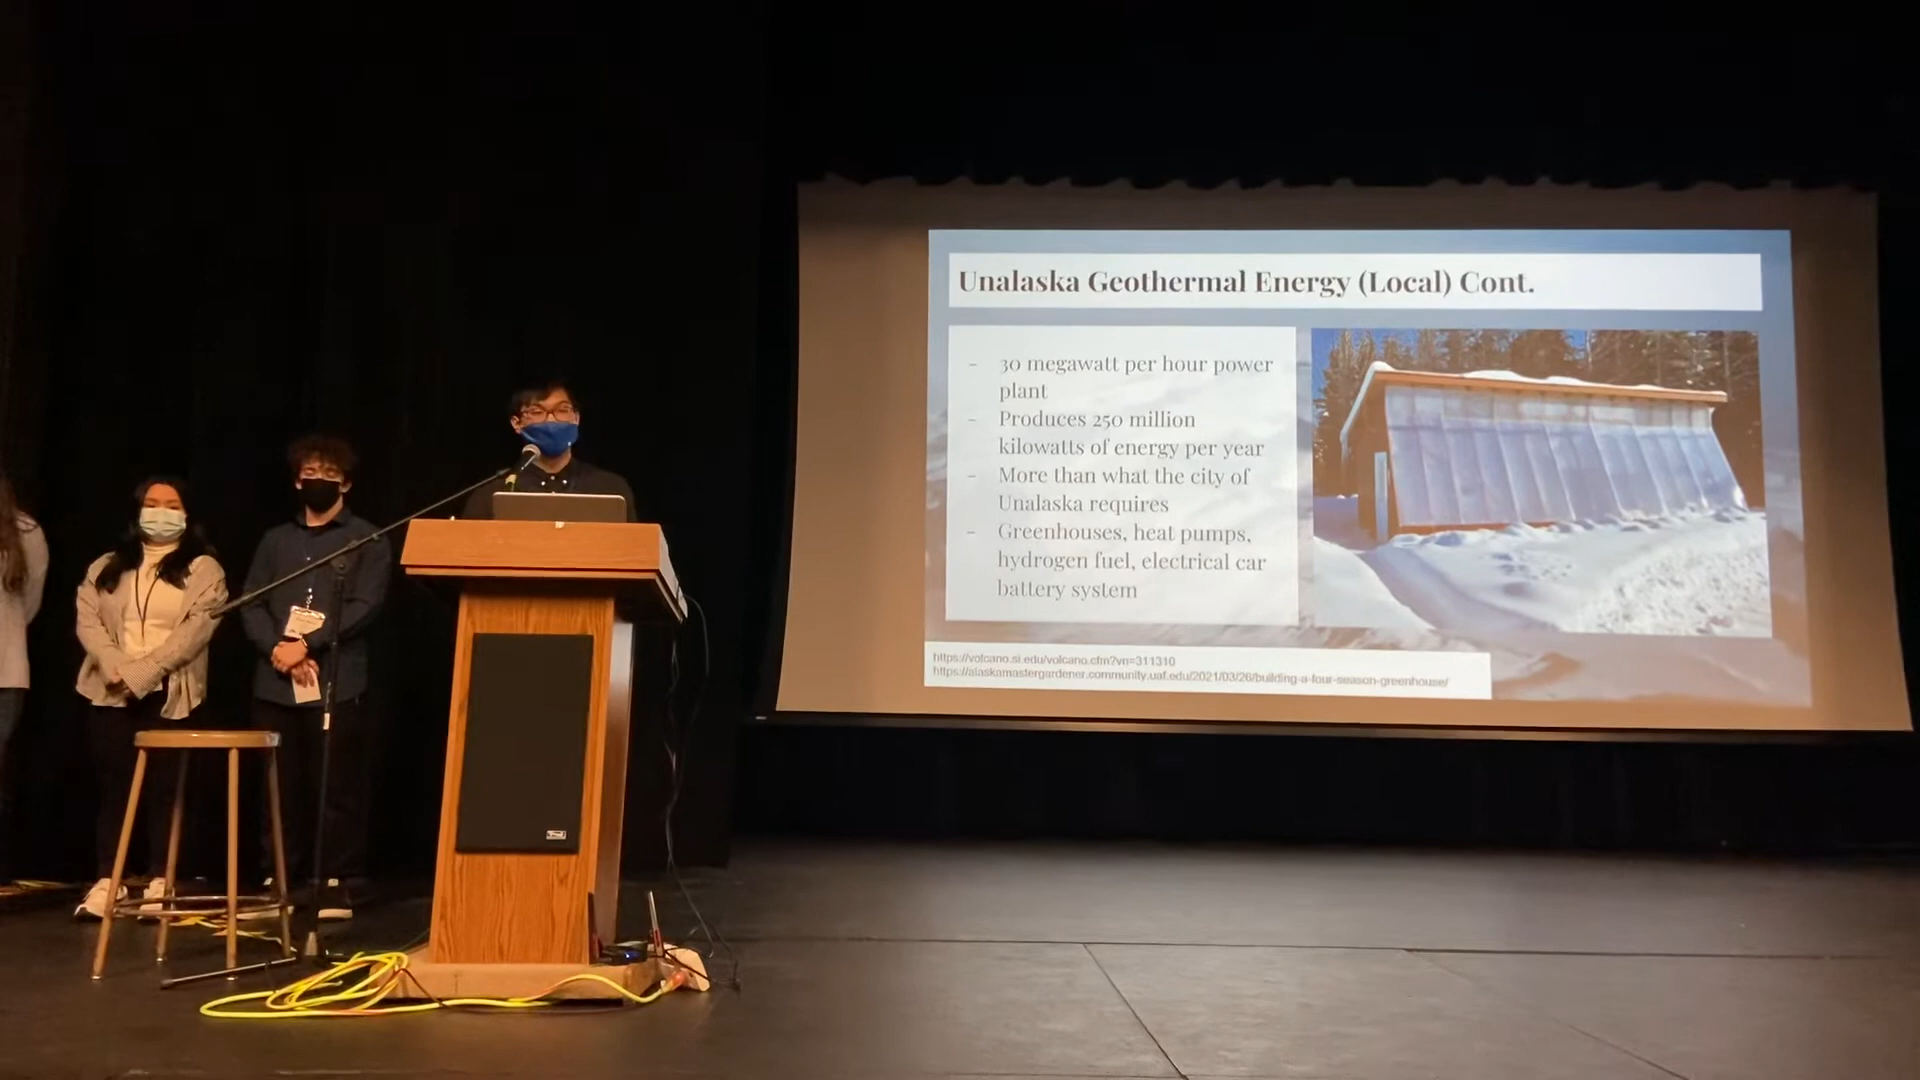 Unalaska Geothermal Energy (Local) Cont.
- 30 megawatt per hour power
plant
- Produces 250 million
kilowatts of energy per year
- More than what the city of
Unalaska requires
- Greenhouses, heat pumps,
hydrogen fuel, electrical car
battery system
https://volcano.si.edu/volcano.cfm?vn=311310
https://alaskamastergardener.community.uaf.edu/2021/03/26/building-a-four-season-greenhouse/